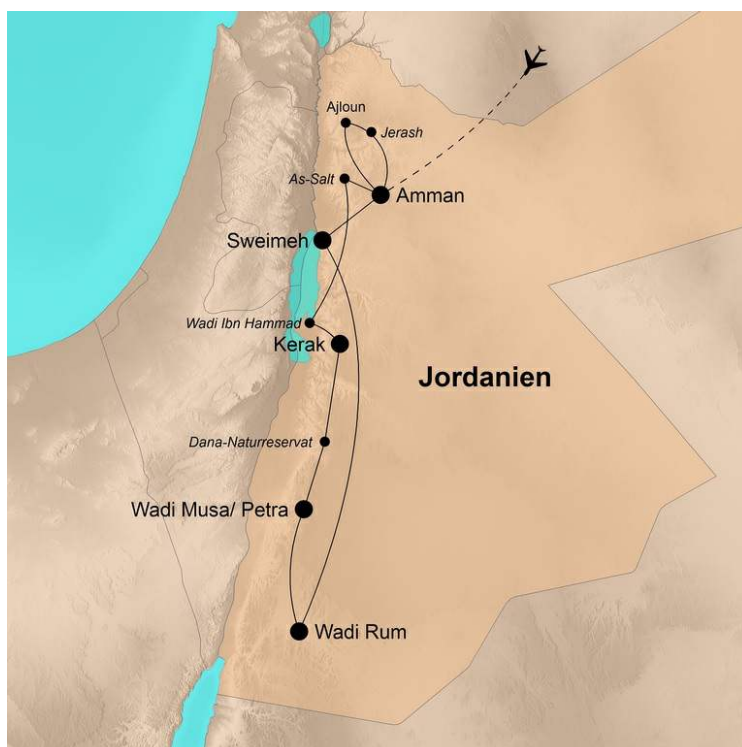 Ajloun
Jerash
As-Salt
Amman
Sweimeh
Wadi Ibn Hammad
Kerak
Jordanien
Dana-Naturreservat
Wadi Musa/ Petra
Wadi Rum